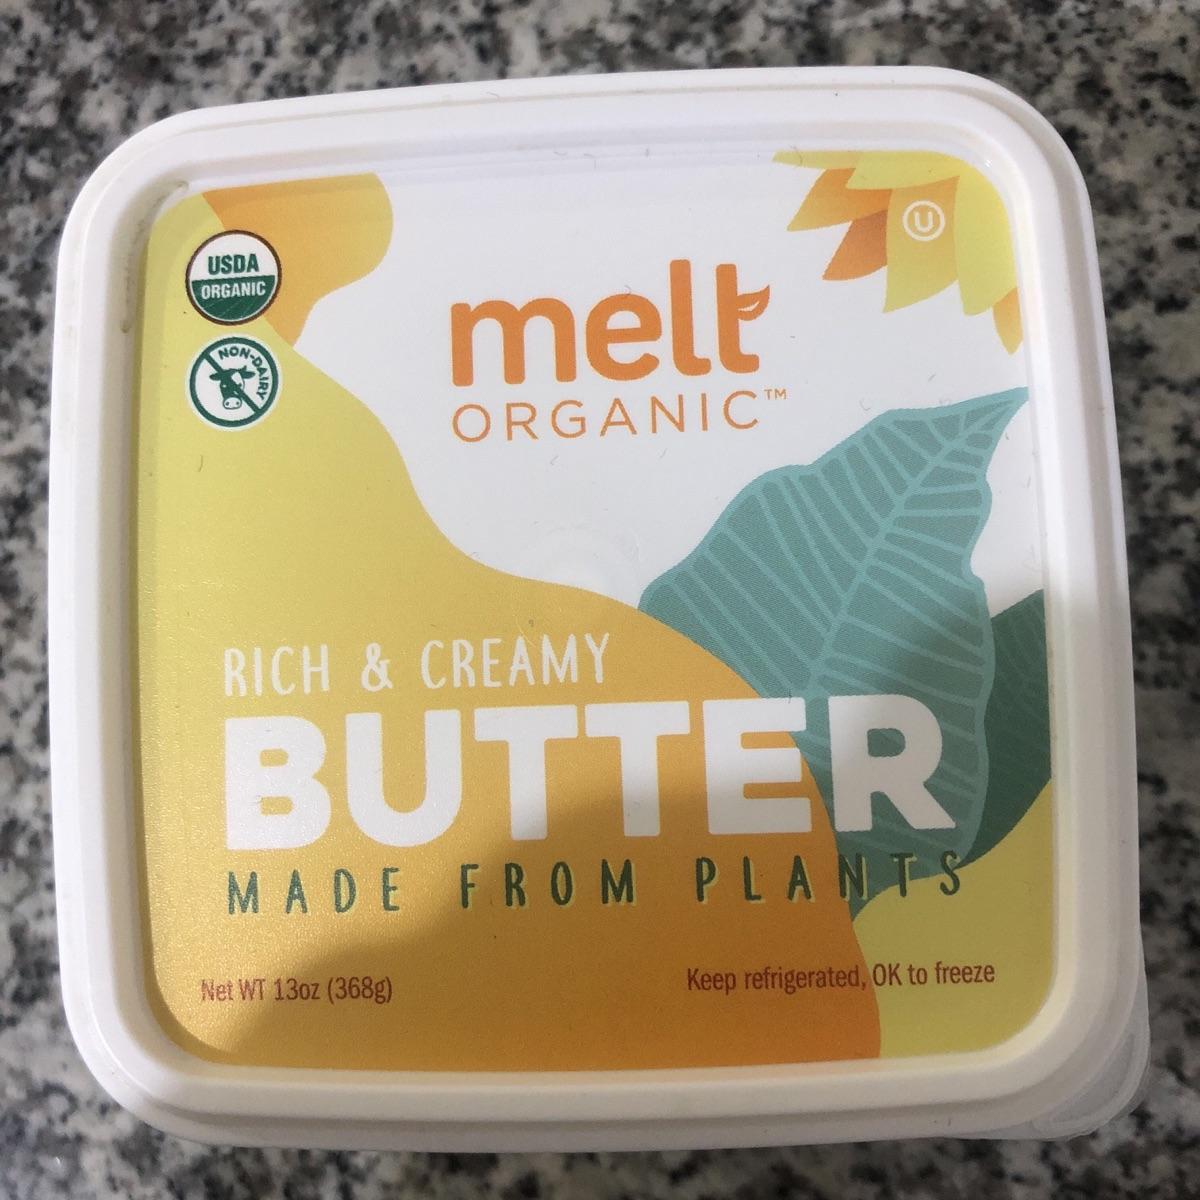 USDA
ORGANIC
NON-DAIRY
U
melt
ORGANIC™
RICH & CREAMY
BUTTER
MADE FROM PLANTS
Net WT 13oz (368g)
Keep refrigerated, OK to freeze